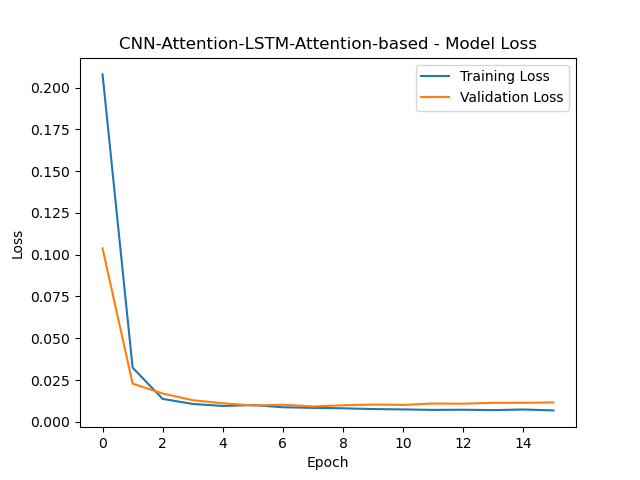 CNN-Attention-LSTM-Attention-based - Model Loss
Training Loss
Validation Loss
0.200
0.175
0.150
0.125
0.100
0.075
0.050
0.025
0.000
Loss
0 2 4 6 8 10 12 14
Epoch